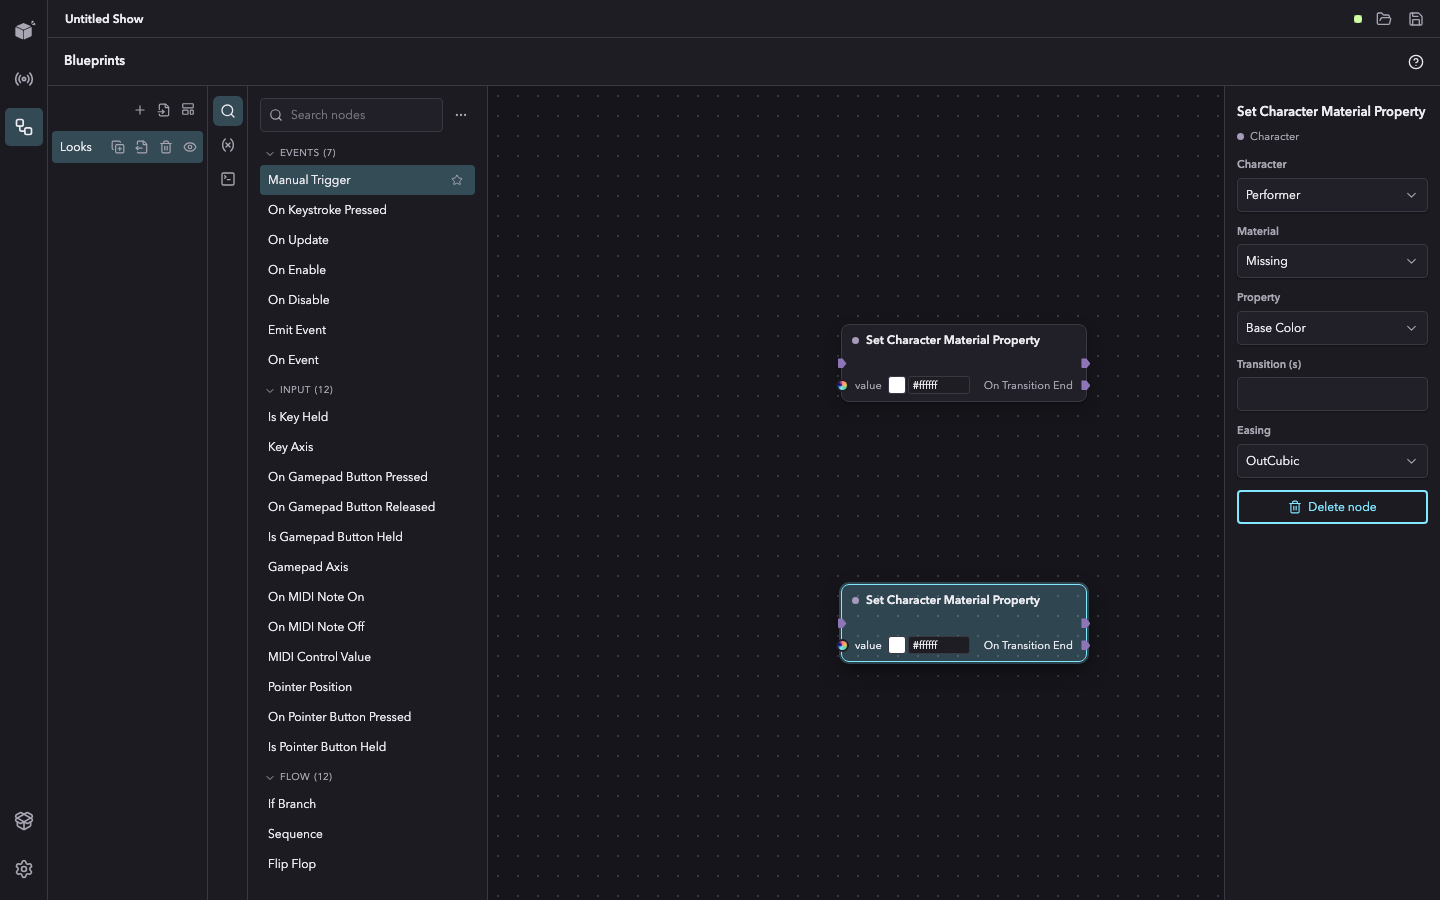 Untitled Show
Blueprints
Looks
Search nodes
EVENTS (7)
Manual Trigger
On Keystroke Pressed
On Update
On Enable
On Disable
Emit Event
On Event
INPUT (12)
Is Key Held
Key Axis
On Gamepad Button Pressed
On Gamepad Button Released
Is Gamepad Button Held
Gamepad Axis
On MIDI Note On
On MIDI Note Off
MIDI Control Value
Pointer Position
On Pointer Button Pressed
Is Pointer Button Held
FLOW (12)
If Branch
Sequence
Flip Flop
Set Character Material Property
value #ffffff On Transition End
Set Character Material Property
value #ffffff On Transition End
Set Character Material Property
Character
Character
Performer
Material
Missing
Property
Base Color
Transition (s)
Easing
OutCubic
Delete node